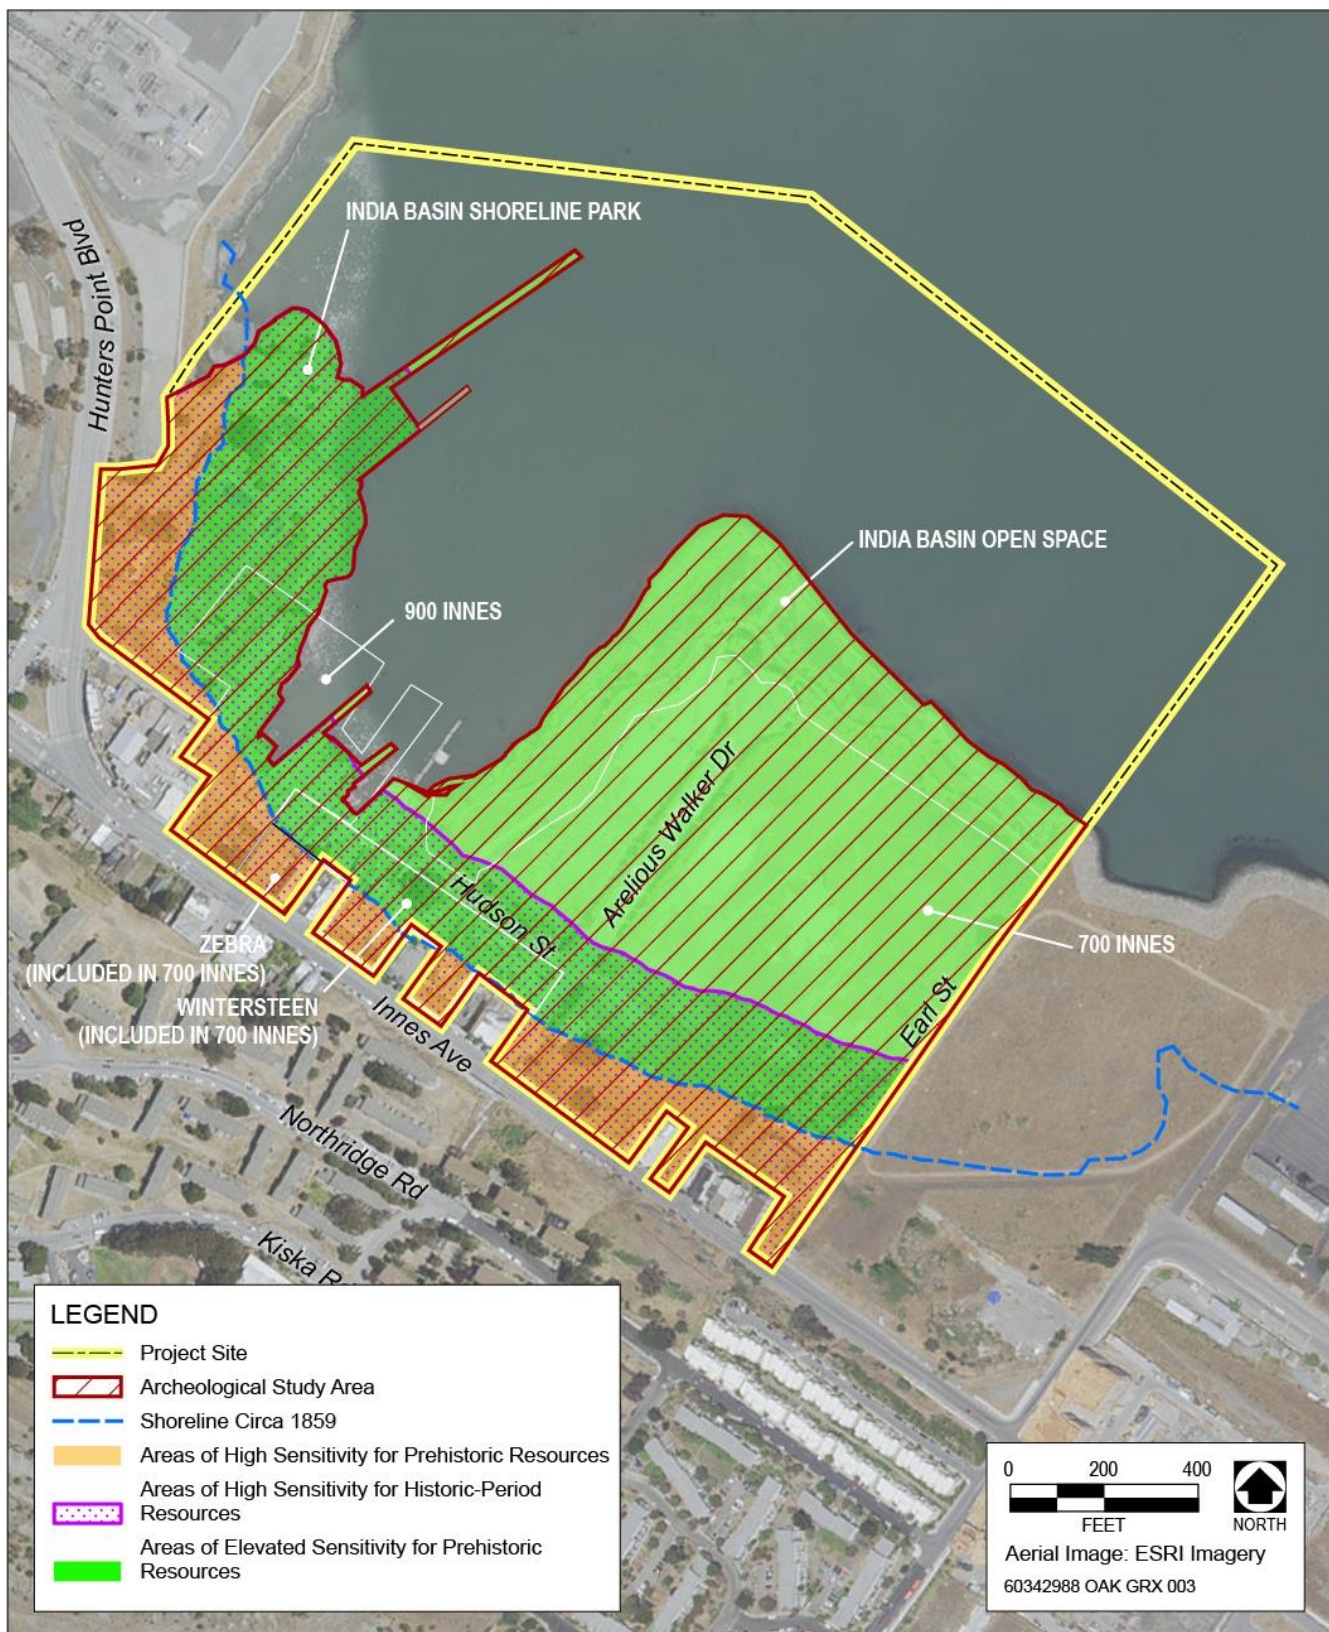 INDIA BASIN SHORELINE PARK
Hunters Point Blvd
INDIA BASIN OPEN SPACE
900 INNES
Arelious Walker Dr
Hudson St
700 INNES
ZEBRA
(INCLUDED IN 700 INNES)
WINTERSTEEN
(INCLUDED IN 700 INNES)
Innes Ave
Earl St
Northridge Rd
Kiska R
LEGEND
Project Site
Archeological Study Area
Shoreline Circa 1859
Areas of High Sensitivity for Prehistoric Resources
Areas of High Sensitivity for Historic-Period
Resources
Areas of Elevated Sensitivity for Prehistoric
Resources
0 200 400
FEET
NORTH
Aerial Image: ESRI Imagery
60342988 OAK GRX 003